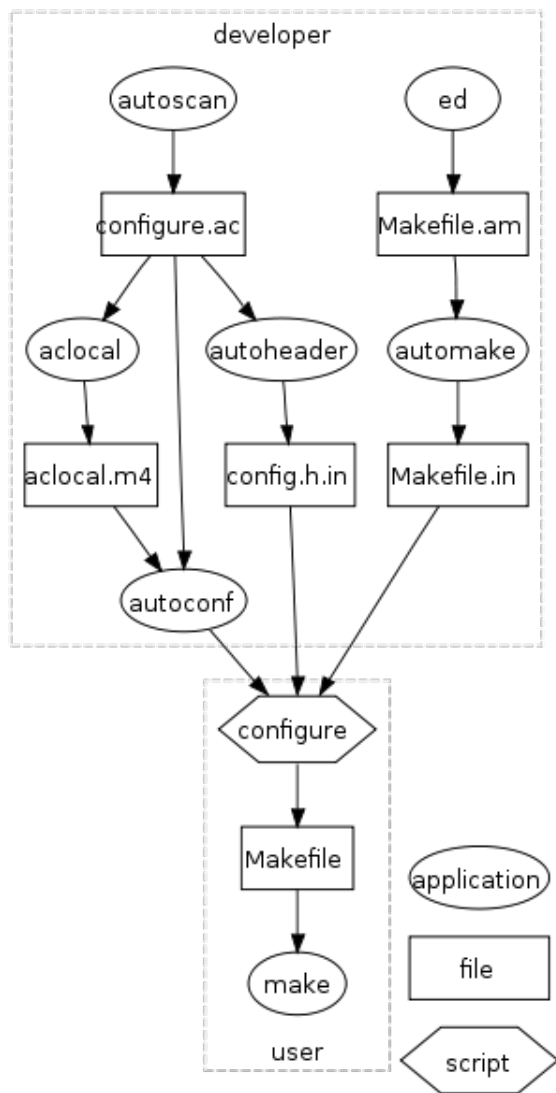 developer
autoscan
ed
configure.ac
Makefile.am
aclocal
autoheader
automake
aclocal.m4
config.h.in
Makefile.in
autoconf
configure
Makefile
application
file
make
user
script